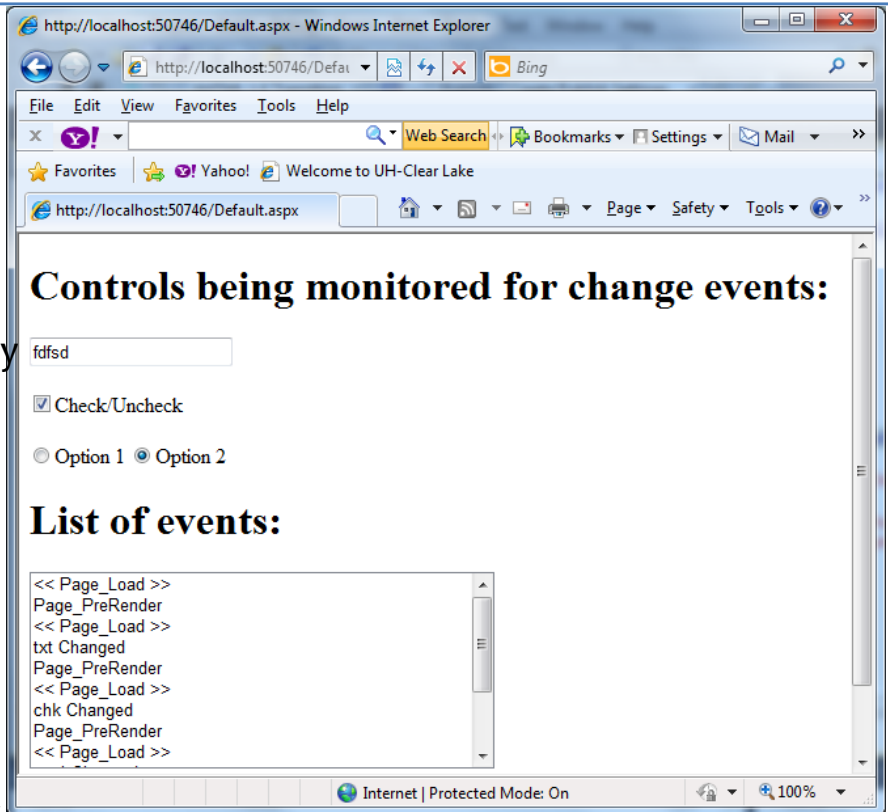 http://localhost:50746/Default.aspx - Windows Internet Explorer
http://localhost:50746/Defau
Bing
File Edit View Favorites Tools Help
Y! Web Search Bookmarks Settings Mail »
Favorites Y! Yahoo! Welcome to UH-Clear Lake
http://localhost:50746/Default.aspx Page Safety Tools »
Controls being monitored for change events:
y
fdfsd
Check/Uncheck
Option 1 Option 2
List of events:
<< Page_Load >>
Page_PreRender
<< Page_Load >>
txt Changed
Page_PreRender
<< Page_Load >>
chk Changed
Page_PreRender
<< Page_Load >>
Internet | Protected Mode: On 100%